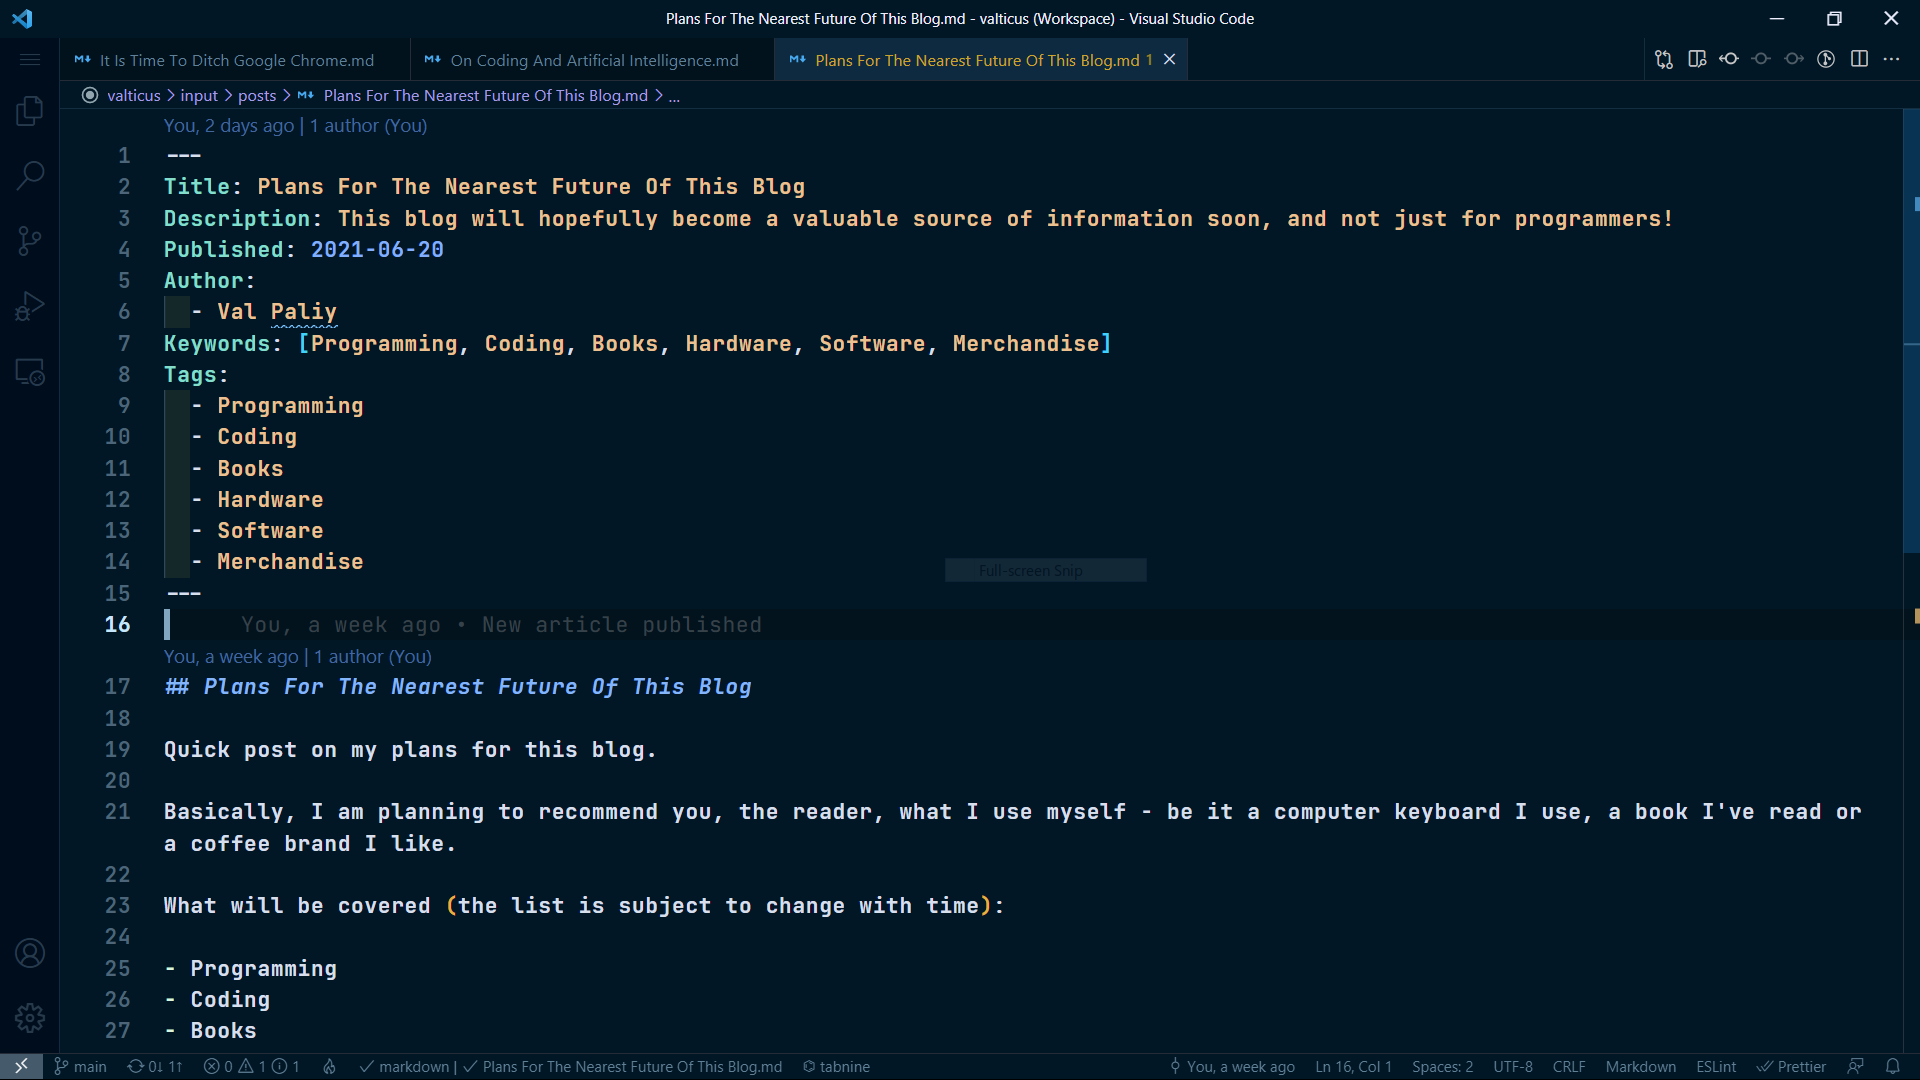 Plans For The Nearest Future Of This Blog.md - valticus (Workspace) - Visual Studio Code
It Is Time To Ditch Google Chrome.md
On Coding And Artificial Intelligence.md
Plans For The Nearest Future Of This Blog.md 1
valticus > input > posts > Plans For The Nearest Future Of This Blog.md > ...
You, 2 days ago | 1 author (You)
1 ---
2 Title: Plans For The Nearest Future Of This Blog
3 Description: This blog will hopefully become a valuable source of information soon, and not just for programmers!
4 Published: 2021-06-20
5 Author:
6 - Val Paliy
7 Keywords: [Programming, Coding, Books, Hardware, Software, Merchandise]
8 Tags:
9 - Programming
10 - Coding
11 - Books
12 - Hardware
13 - Software
14 - Merchandise
Full-screen Snip
15 ---
16 You, a week ago • New article published
You, a week ago | 1 author (You)
17 ## Plans For The Nearest Future Of This Blog
18
19 Quick post on my plans for this blog.
20
21 Basically, I am planning to recommend you, the reader, what I use myself - be it a computer keyboard I use, a book I've read or
a coffee brand I like.
22
23 What will be covered (the list is subject to change with time):
24
25 - Programming
26 - Coding
27 - Books
main 0↓ 1↑ 0 1 1 markdown | Plans For The Nearest Future Of This Blog.md tabnine You, a week ago Ln 16, Col 1 Spaces: 2 UTF-8 CRLF Markdown ESLint Prettier